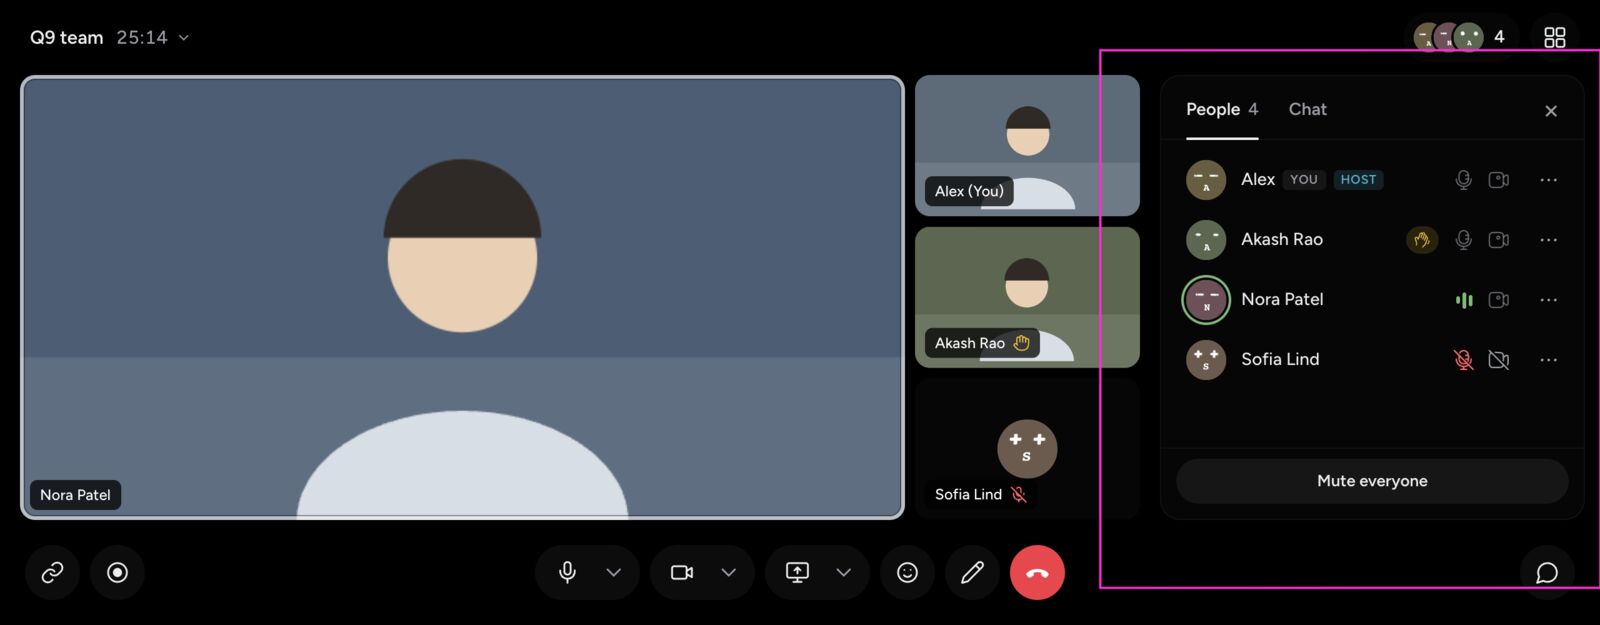 Q9 team 25:14
A N A 4
Nora Patel
Alex (You)
Akash Rao
S
Sofia Lind
People 4 Chat
A Alex YOU HOST
A Akash Rao
N Nora Patel
S Sofia Lind
Mute everyone